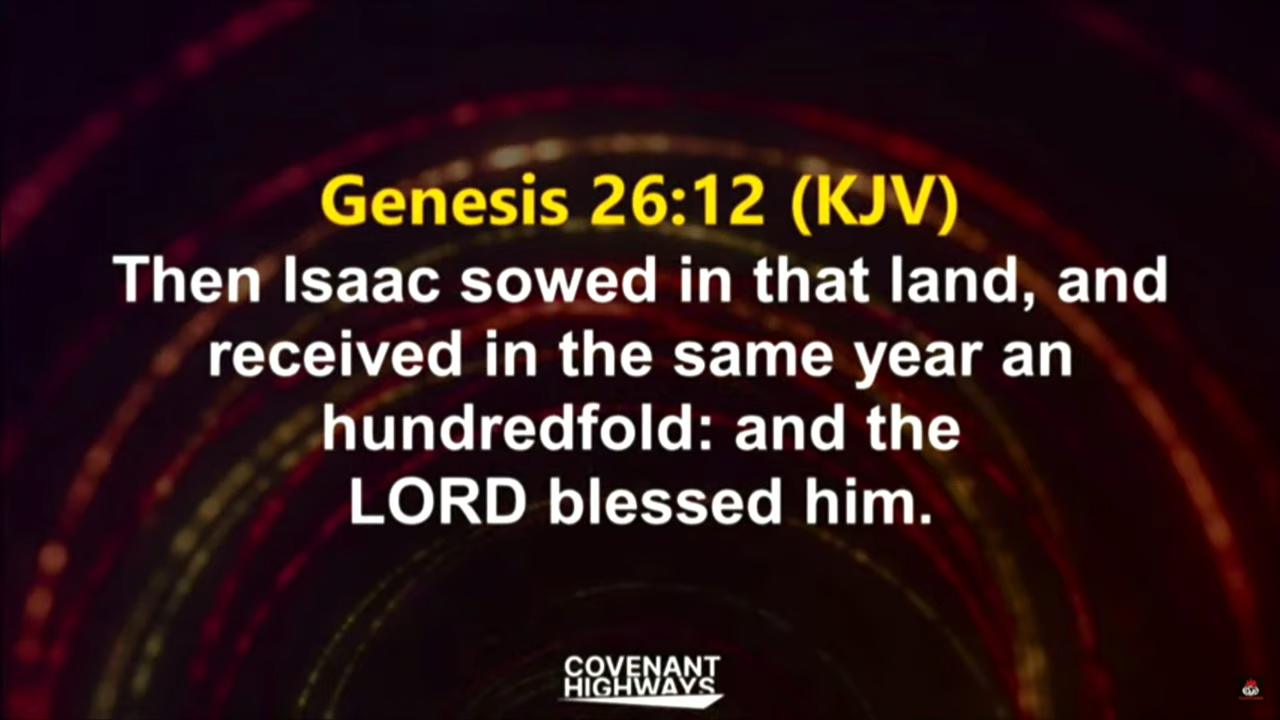 Genesis 26:12 (KJV)
Then Isaac sowed in that land, and
received in the same year an
hundredfold: and the
LORD blessed him.
COVENANT
HIGHWAYS